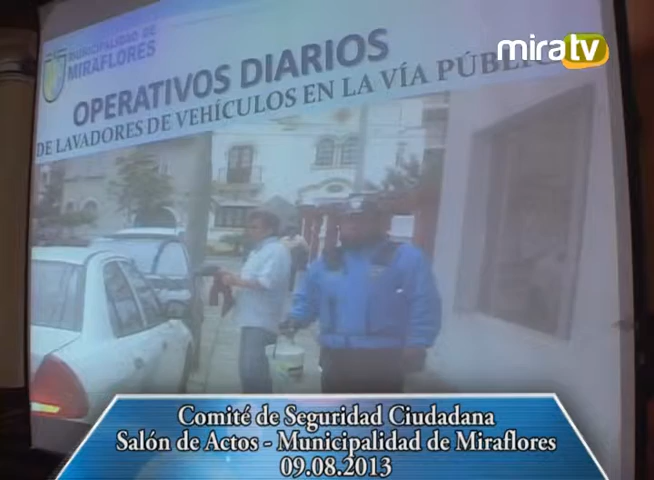 MUNICIPALIDAD DE
MIRAFLORES
miratv
OPERATIVOS DIARIOS
DE LAVADORES DE VEHÍCULOS EN LA VÍA PÚBLICA
Comité de Seguridad Ciudadana
Salón de Actos - Municipalidad de Miraflores
09.08.2013